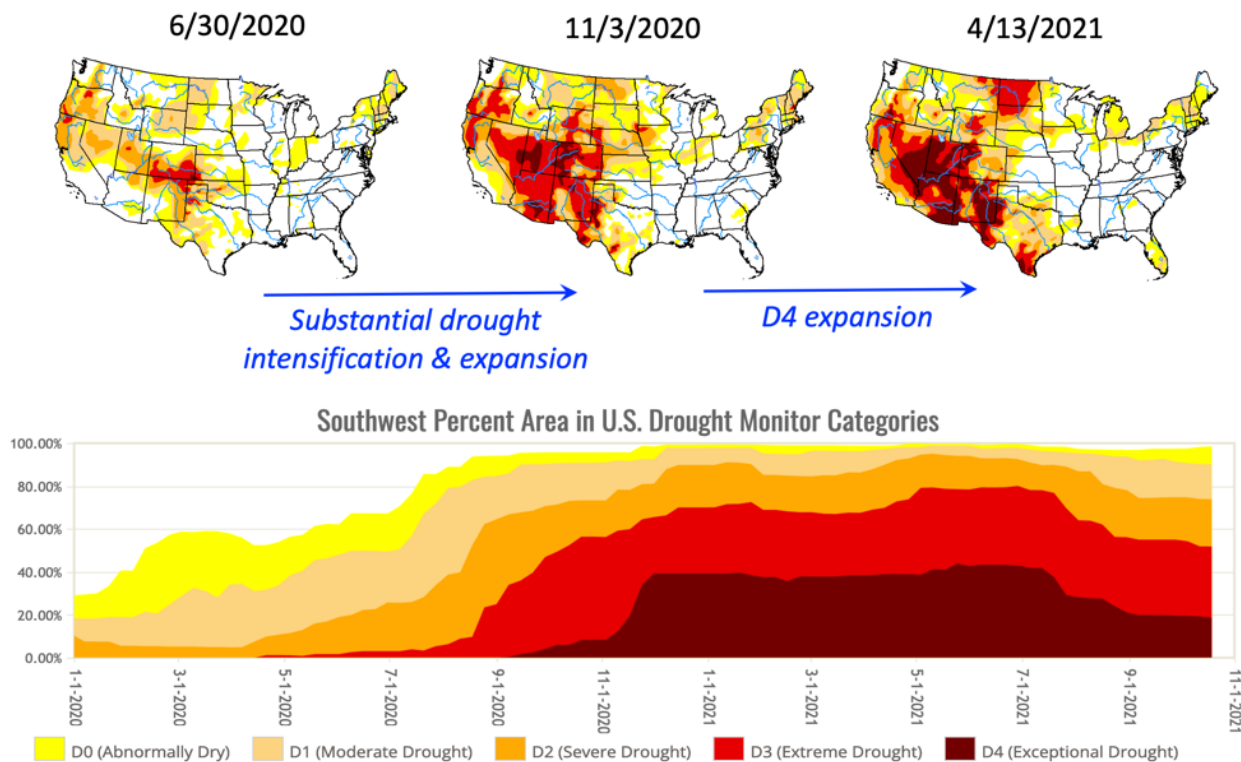 6/30/2020
11/3/2020
4/13/2021
Substantial drought
intensification & expansion
D4 expansion
Southwest Percent Area in U.S. Drought Monitor Categories
100.00%
80.00%
60.00%
40.00%
20.00%
0.00%
1-1-2020
3-1-2020
5-1-2020
7-1-2020
9-1-2020
11-1-2020
1-1-2021
3-1-2021
5-1-2021
7-1-2021
9-1-2021
11-1-2021
D0 (Abnormally Dry)
D1 (Moderate Drought)
D2 (Severe Drought)
D3 (Extreme Drought)
D4 (Exceptional Drought)